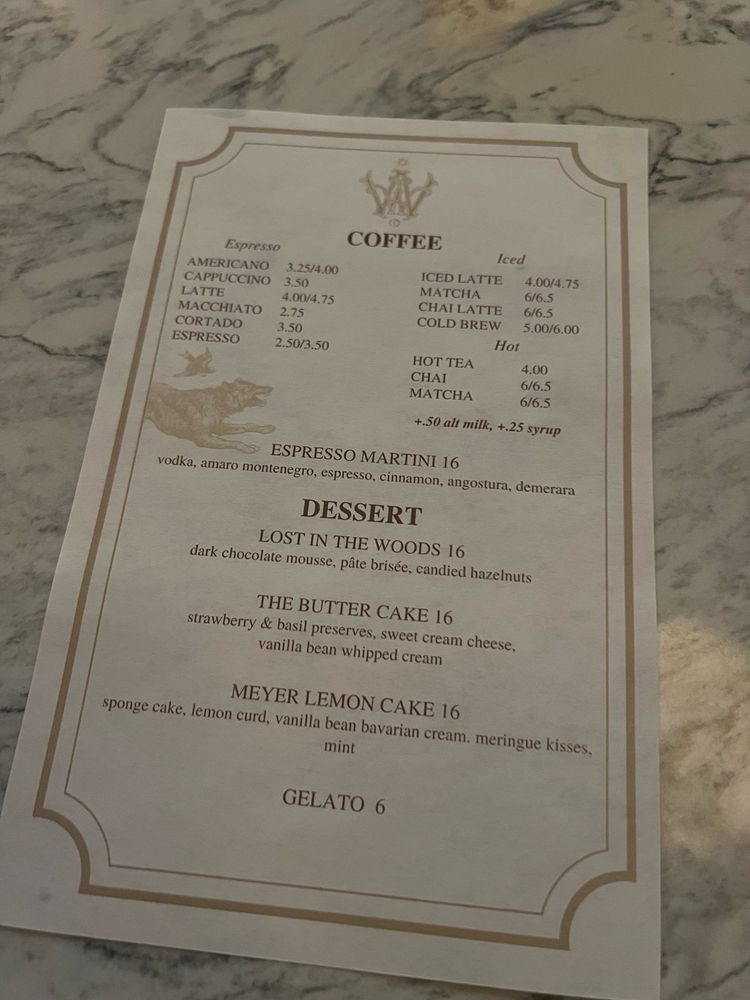 COFFEE
Espresso
AMERICANO 3.25/4.00
CAPPUCCINO 3.50
LATTE 4.00/4.75
MACCHIATO 2.75
CORTADO 3.50
ESPRESSO 2.50/3.50
Iced
ICED LATTE 4.00/4.75
MATCHA 6/6.5
CHAI LATTE 6/6.5
COLD BREW 5.00/6.00
Hot
HOT TEA 4.00
CHAI 6/6.5
MATCHA 6/6.5
+.50 alt milk, +.25 syrup
ESPRESSO MARTINI 16
vodka, amaro montenegro, espresso, cinnamon, angostura, demerara
DESSERT
LOST IN THE WOODS 16
dark chocolate mousse, pâte brisée, candied hazelnuts
THE BUTTER CAKE 16
strawberry & basil preserves, sweet cream cheese,
vanilla bean whipped cream
MEYER LEMON CAKE 16
sponge cake, lemon curd, vanilla bean bavarian cream. meringue kisses,
mint
GELATO 6